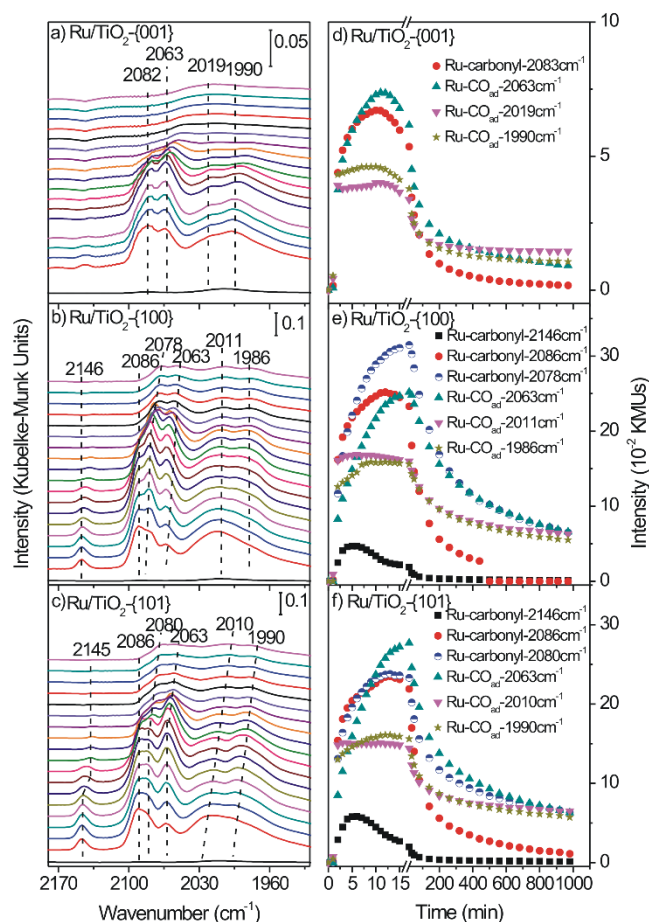 a) Ru/TiO₂-{001}
0.05
2063
2082
2019
1990
b) Ru/TiO₂-{100}
0.1
2078
2011
2146
2086
2063
1986
c) Ru/TiO₂-{101}
0.1
2080
2010
2086
2063
1990
2145
2170 2100 2030 1960
Wavenumber (cm⁻¹)
Intensity (Kubelke-Munk Units)
d) Ru/TiO₂-{001}
Ru-carbonyl-2083cm⁻¹
Ru-COad-2063cm⁻¹
Ru-COad-2019cm⁻¹
Ru-COad-1990cm⁻¹
10
5
0
e) Ru/TiO₂-{100}
Ru-carbonyl-2146cm⁻¹
Ru-carbonyl-2086cm⁻¹
Ru-carbonyl-2078cm⁻¹
Ru-COad-2063cm⁻¹
Ru-COad-2011cm⁻¹
Ru-COad-1986cm⁻¹
30
20
10
0
f) Ru/TiO₂-{101}
Ru-carbonyl-2146cm⁻¹
Ru-carbonyl-2086cm⁻¹
Ru-carbonyl-2080cm⁻¹
Ru-COad-2063cm⁻¹
Ru-COad-2010cm⁻¹
Ru-COad-1990cm⁻¹
30
20
10
0
0 5 10 15 200 400 600 800 1000
Time (min)
Intensity (10⁻² KMUs)